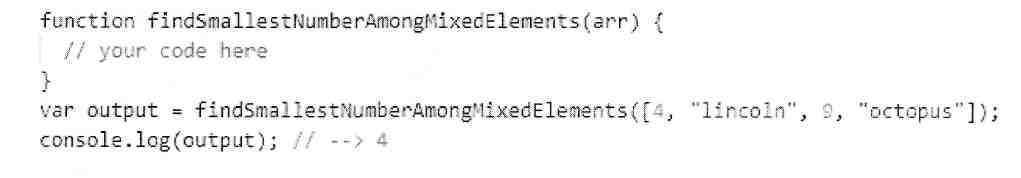 function findSmallestNumberAmongMixedElements(arr) {
// your code here
}
var output = findSmallestNumberAmongMixedElements([4, "lincoln", 9, "octopus"]);
console.log(output); // --> 4